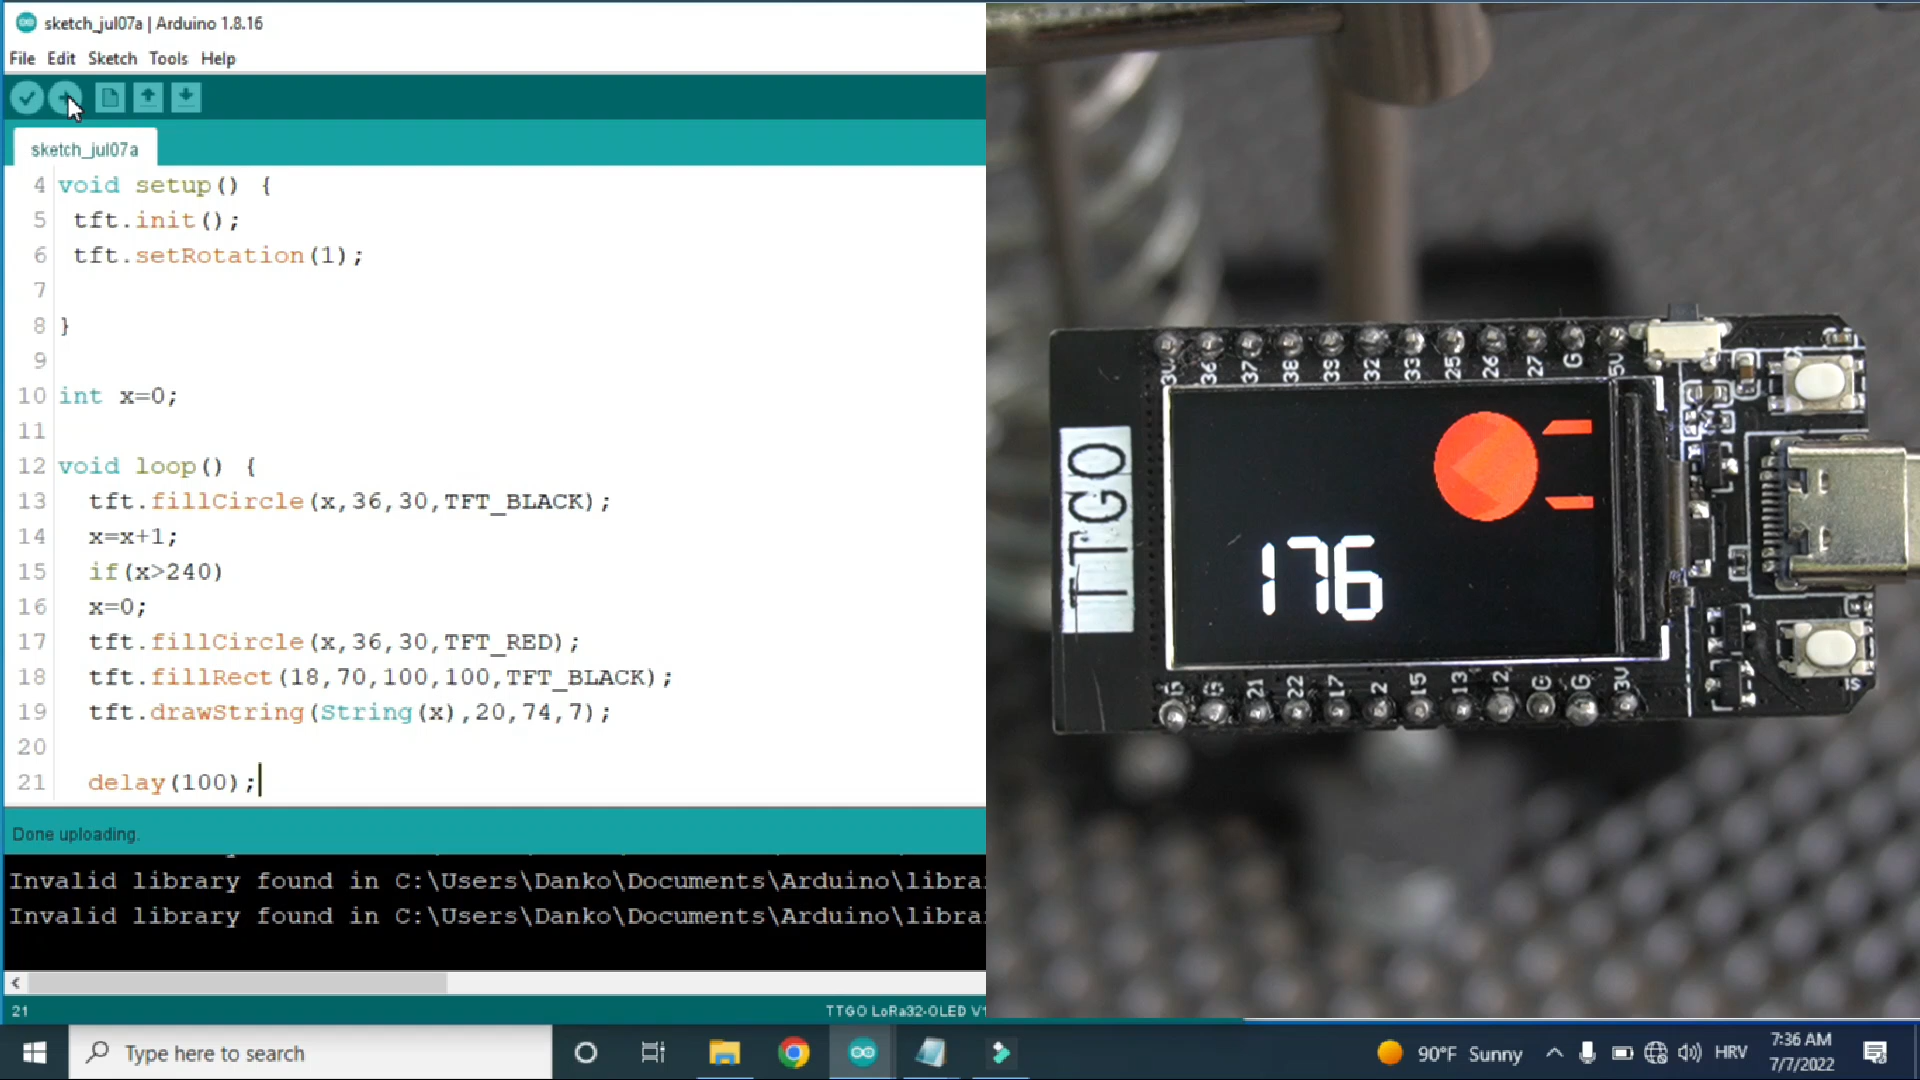 sketch_jul07a | Arduino 1.8.16
File Edit Sketch Tools Help
sketch_jul07a
4 void setup() {
5 tft.init();
6 tft.setRotation(1);
7
8 }
9
10 int x=0;
11
12 void loop() {
13 tft.fillCircle(x,36,30,TFT_BLACK);
14 x=x+1;
15 if(x>240)
16 x=0;
17 tft.fillCircle(x,36,30,TFT_RED);
18 tft.fillRect(18,70,100,100,TFT_BLACK);
19 tft.drawString(String(x),20,74,7);
20
21 delay(100);
Done uploading.
Invalid library found in C:\Users\Danko\Documents\Arduino\libra
Invalid library found in C:\Users\Danko\Documents\Arduino\libra
21
TTGO LoRa32-OLED V1
3V 36 37 38 39 32 33 25 26 27 G 5V
TTGO
176
21 22 17 2 15 13 12 G G 3V
Type here to search
90°F Sunny
HRV
7:36 AM
7/7/2022